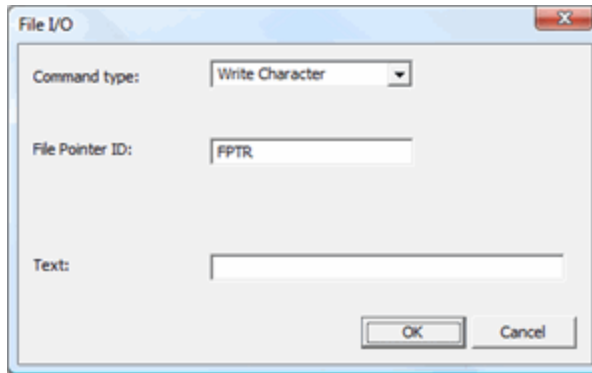 File I/O
Command type: Write Character
File Pointer ID: FPTR
Text:
OK Cancel